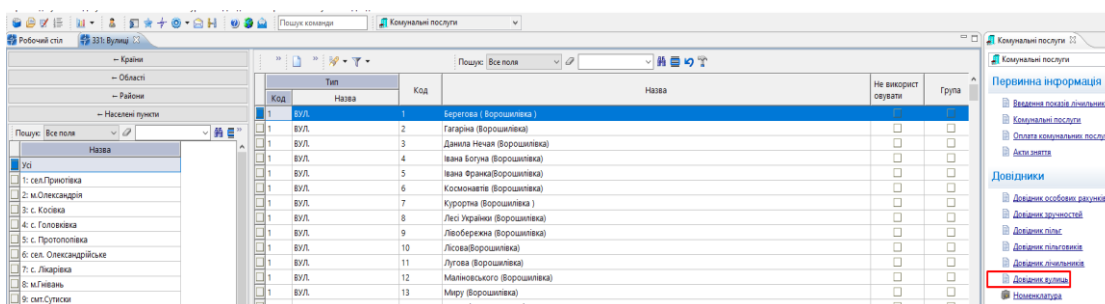 Пошук команди
Комунальні послуги
Робочий стіл
331: Вулиці
Комунальні послуги
← Країни
← Області
← Райони
← Населені пункти
Пошук: Все поля
Назва
Усі
1: сел.Приютівка
2: м.Олександрія
3: с. Косівка
4: с. Головківка
5: с. Протопопівка
6: сел. Олександрійське
7: с. Лікарівка
8: м.Гнівань
9: смт.Сутиски
Пошук: Все поля
Тип Код Назва Не використовувати Група
Код Назва
1 ВУЛ. 1 Берегова ( Ворошилівка )
1 ВУЛ. 2 Гагаріна (Ворошилівка)
1 ВУЛ. 3 Данила Нечая (Ворошилівка)
1 ВУЛ. 4 Івана Богуна (Ворошилівка)
1 ВУЛ. 5 Івана Франка(Ворошилівка)
1 ВУЛ. 6 Космонавтів (Ворошилівка)
1 ВУЛ. 7 Курортна (Ворошилівка )
1 ВУЛ. 8 Лесі Українки (Ворошилівка)
1 ВУЛ. 9 Лівобережна (Ворошилівка)
1 ВУЛ. 10 Лісова(Ворошилівка)
1 ВУЛ. 11 Лугова (Ворошилівка)
1 ВУЛ. 12 Маліновського (Ворошилівка)
1 ВУЛ. 13 Миру (Ворошилівка)
Комунальні послуги
Первинна інформація
Введення показів лічильник
Комунальні послуги
Оплата комунальних послу
Акти зняття
Довідники
Довідник особових рахунків
Довідник зручностей
Довідник пільг
Довідник пільговиків
Довідник лічильників
Довідник вулиць
Номенклатура